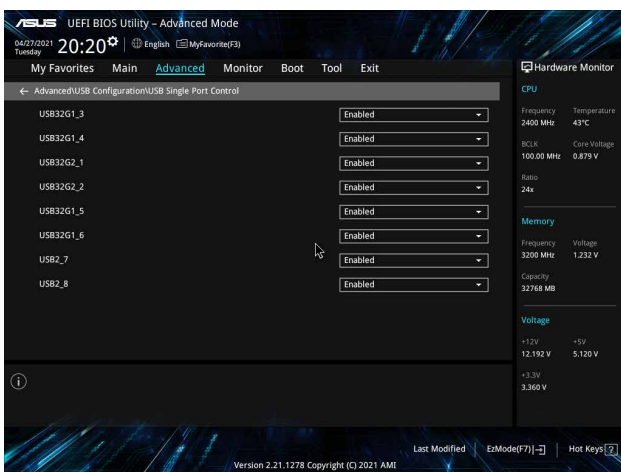 ASUS UEFI BIOS Utility – Advanced Mode
04/27/2021 Tuesday 20:20 English MyFavorite(F3)
My Favorites Main Advanced Monitor Boot Tool Exit
Hardware Monitor
← Advanced\USB Configuration\USB Single Port Control
USB32G1_3 Enabled
USB32G1_4 Enabled
USB32G2_1 Enabled
USB32G2_2 Enabled
USB32G1_5 Enabled
USB32G1_6 Enabled
USB2_7 Enabled
USB2_8 Enabled
CPU
Frequency Temperature
2400 MHz 43°C
BCLK Core Voltage
100.00 MHz 0.879 V
Ratio
24x
Memory
Frequency Voltage
3200 MHz 1.232 V
Capacity
32768 MB
Voltage
+12V +5V
12.192 V 5.120 V
+3.3V
3.360 V
Last Modified EzMode(F7) Hot Keys ?
Version 2.21.1278 Copyright (C) 2021 AMI